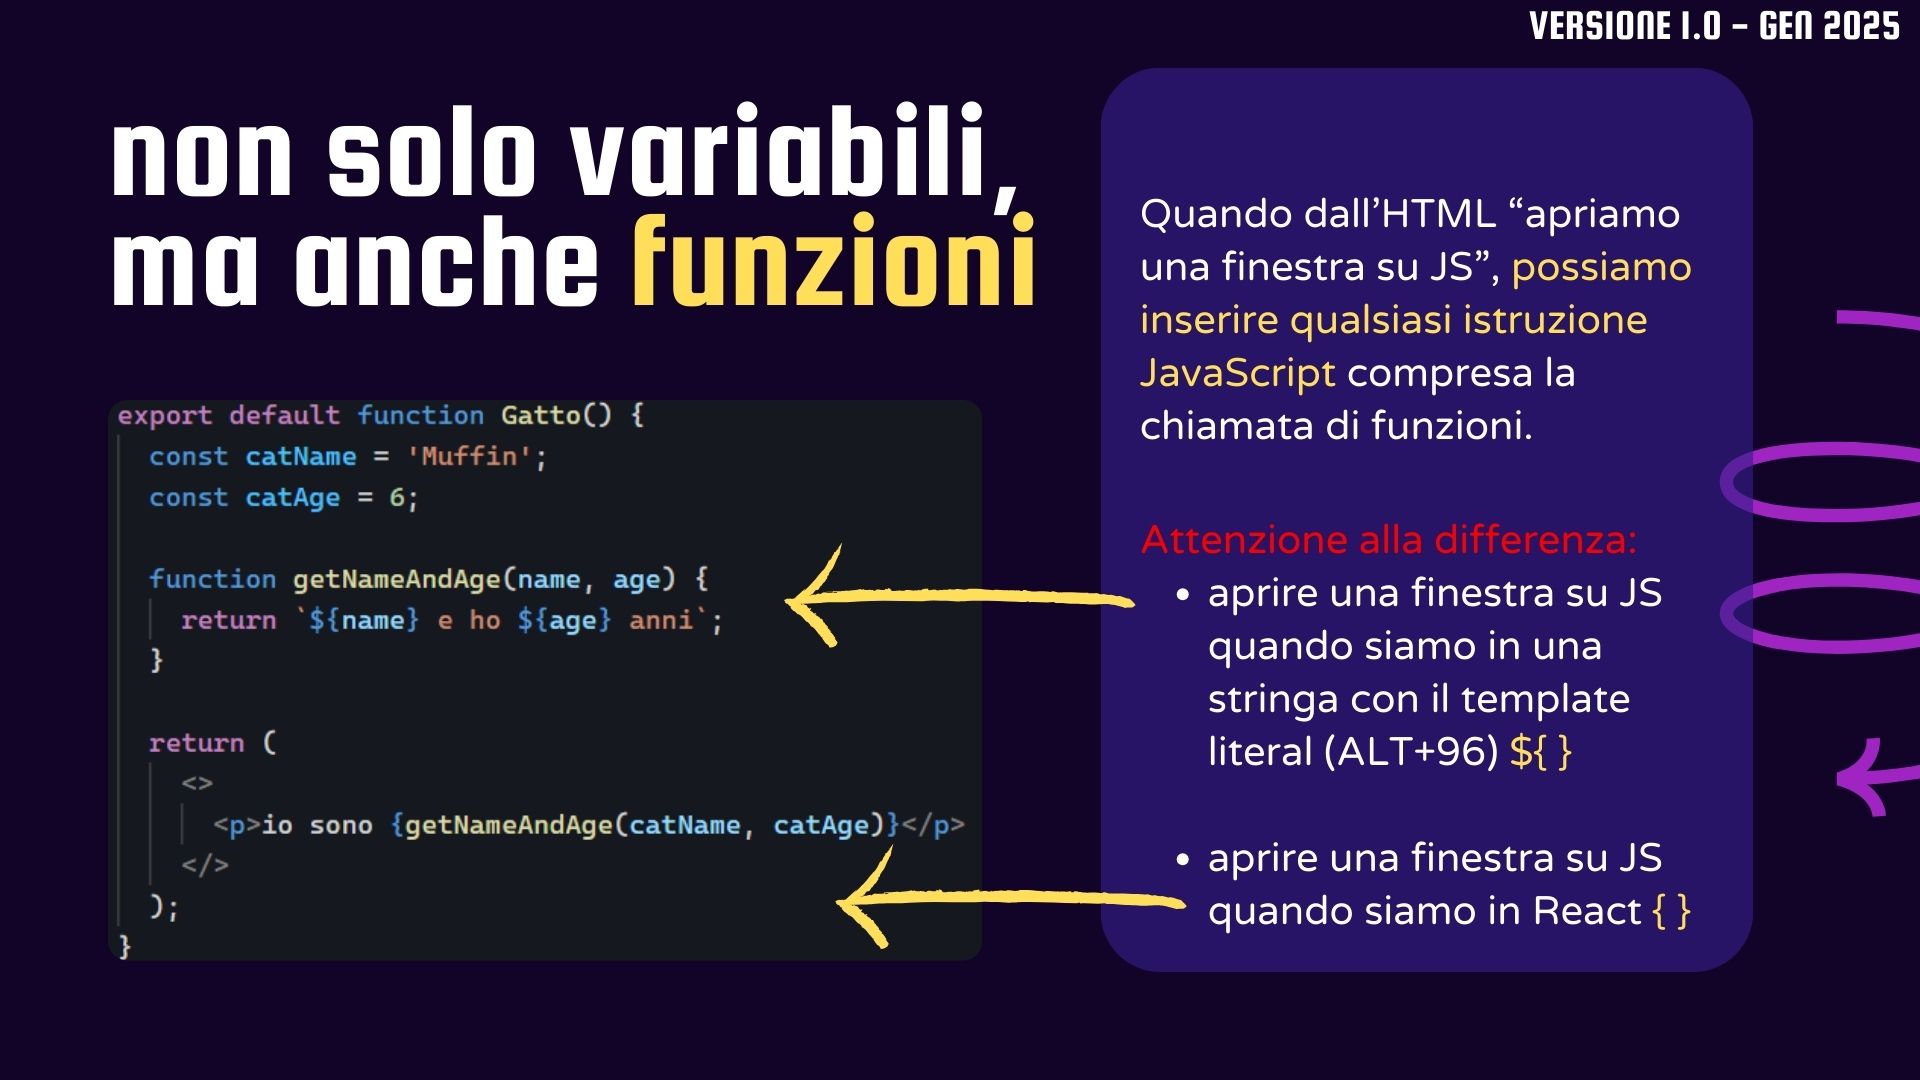 VERSIONE 1.0 - GEN 2025
non solo variabili,
ma anche funzioni
export default function Gatto() {
const catName = 'Muffin';
const catAge = 6;
function getNameAndAge(name, age) {
return `${name} e ho ${age} anni`;
}
return (
<>
<p>io sono {getNameAndAge(catName, catAge)}</p>
</>
);
}
Quando dall’HTML “apriamo
una finestra su JS”, possiamo
inserire qualsiasi istruzione
JavaScript compresa la
chiamata di funzioni.
Attenzione alla differenza:
• aprire una finestra su JS
quando siamo in una
stringa con il template
literal (ALT+96) ${ }
• aprire una finestra su JS
quando siamo in React { }